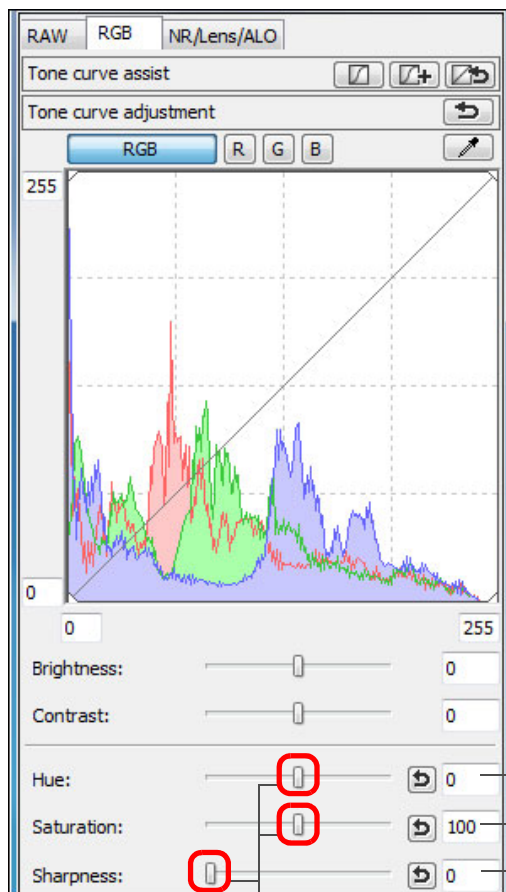 RAW RGB NR/Lens/ALO
Tone curve assist
Tone curve adjustment
RGB R G B
255
0
0 255
Brightness: 0
Contrast: 0
Hue: 0
Saturation: 100
Sharpness: 0